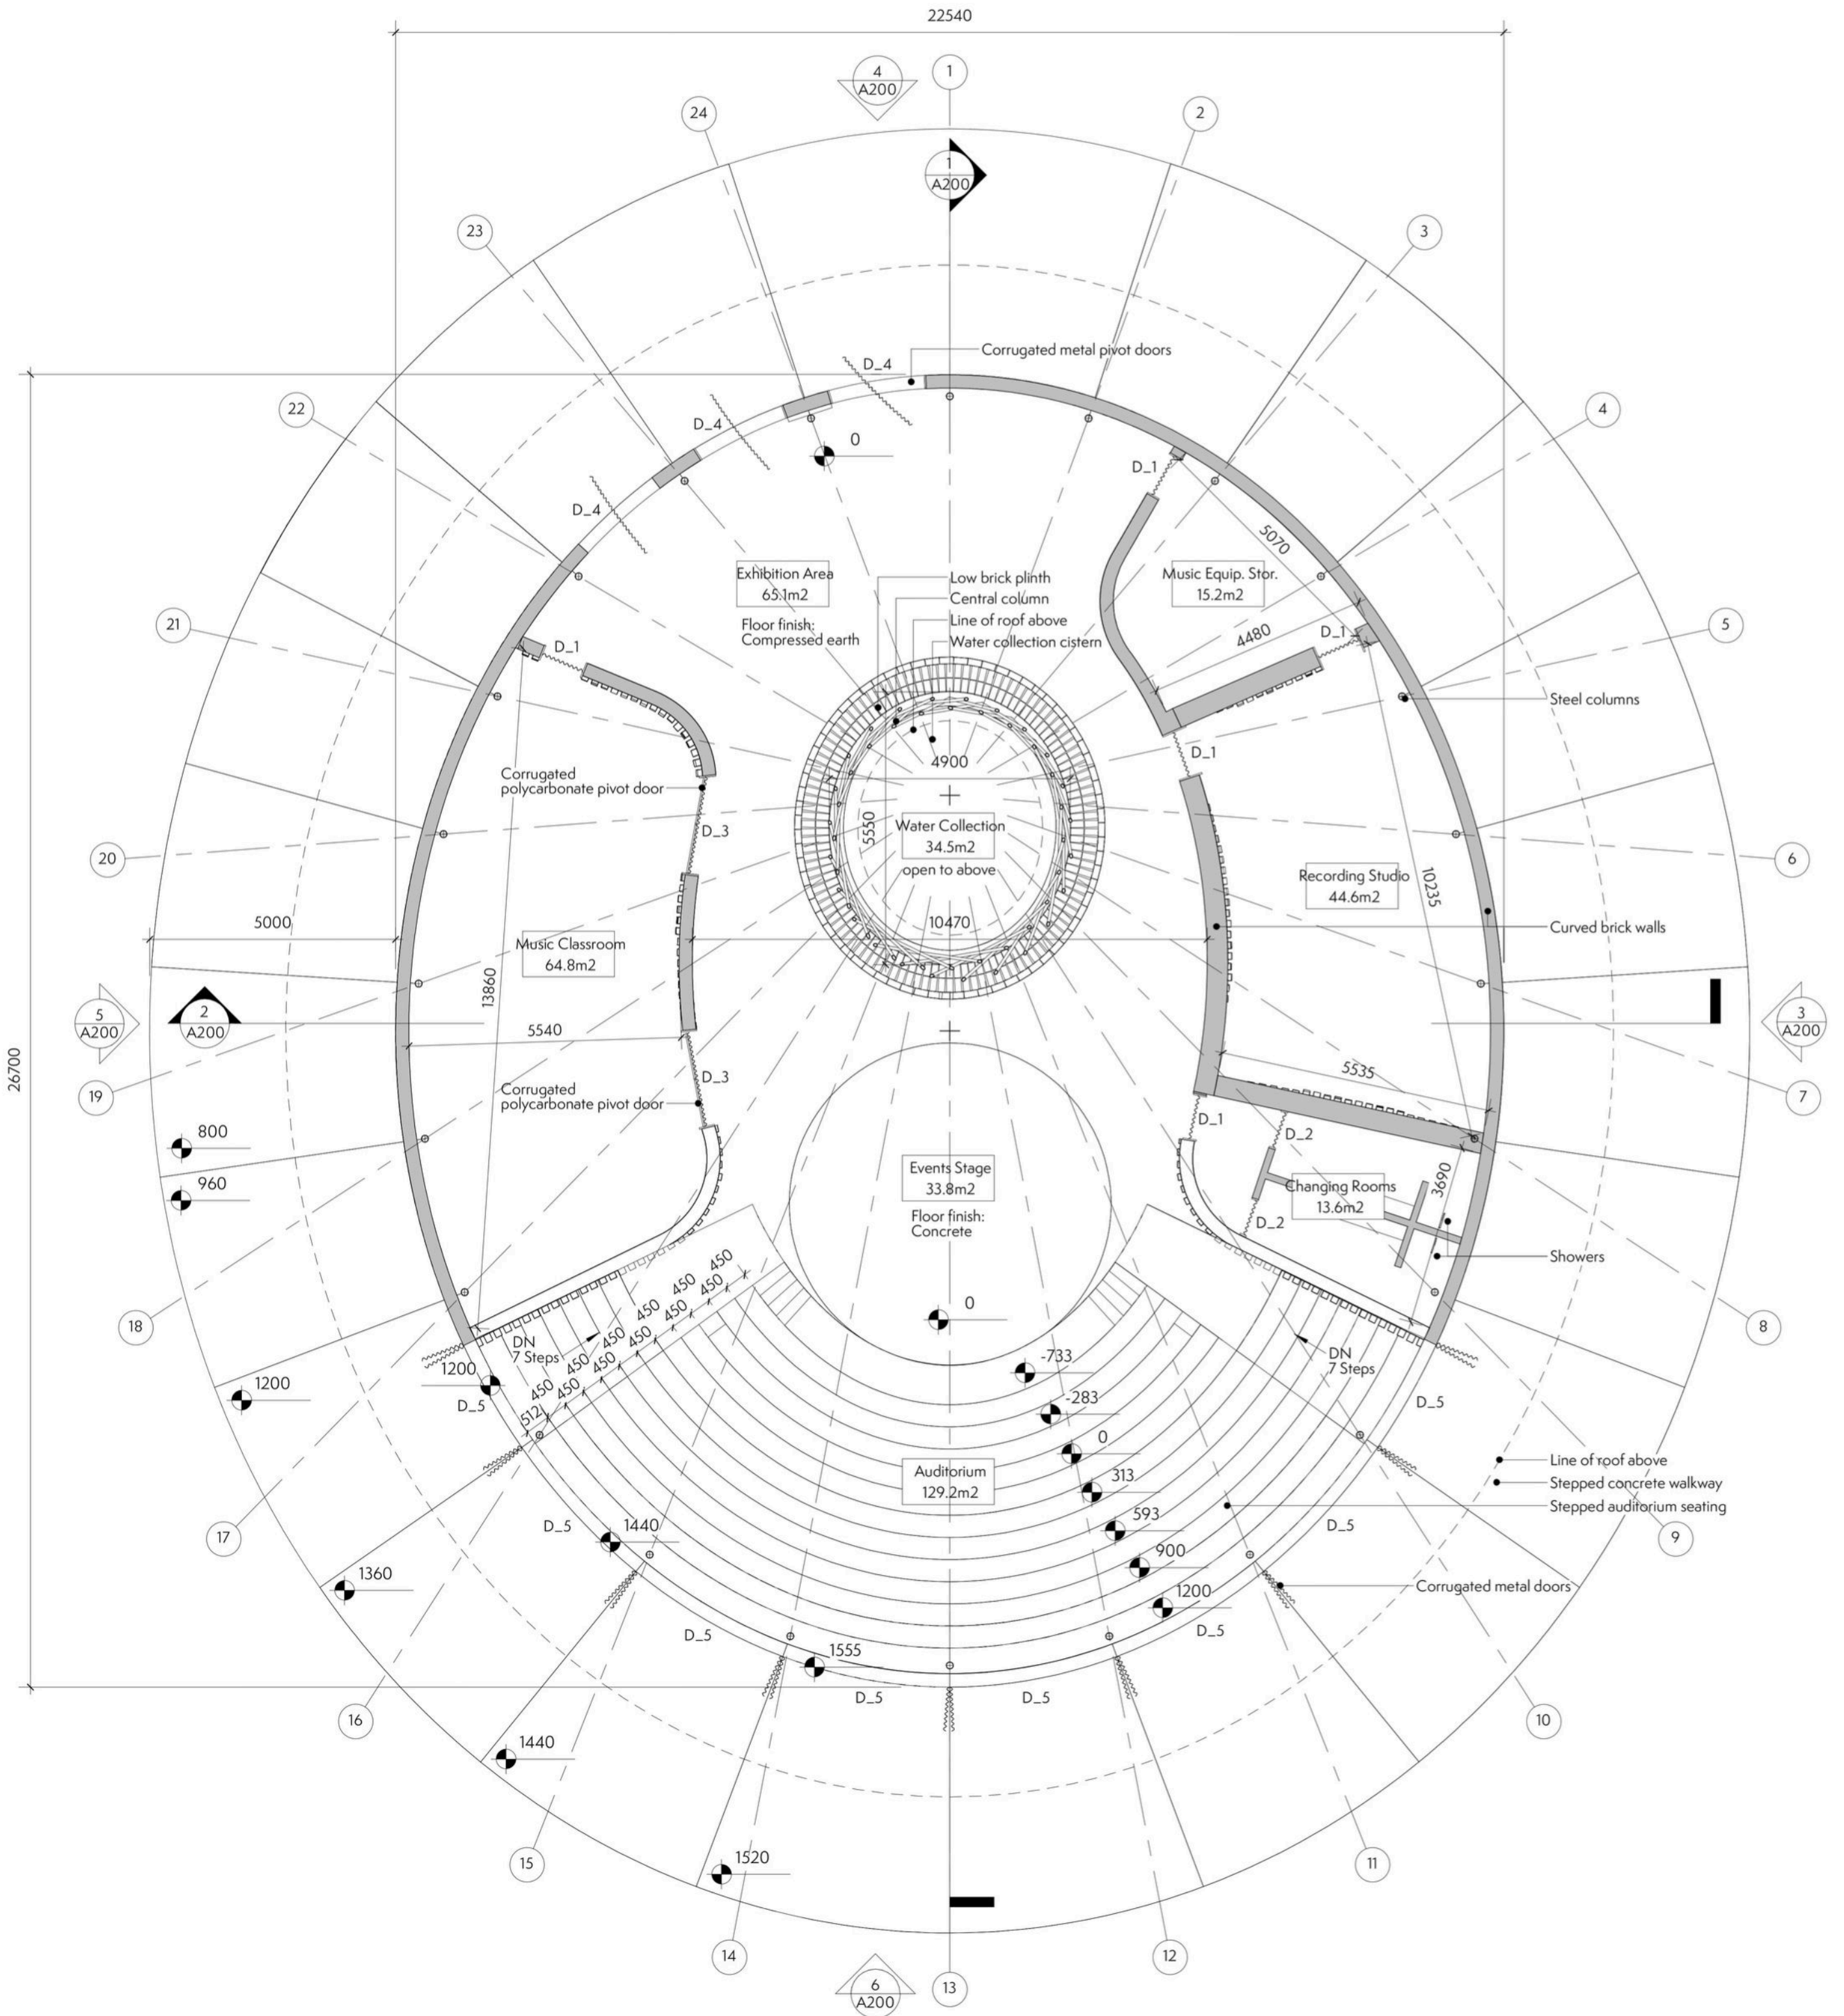 22540
4
A200
1
24
2
1
A200
23
3
Corrugated metal pivot doors
D_4
22
4
D_4
0
D_1
D_4
5070
Exhibition Area
65.1m2
Floor finish:
Compressed earth
Low brick plinth
Central column
Line of roof above
Water collection cistern
Music Equip. Stor.
15.2m2
21
5
4480
D_1
D_1
Steel columns
D_1
4900
Corrugated
polycarbonate pivot door
D_3
5550
Water Collection
34.5m2
open to above
20
6
Recording Studio
44.6m2
10235
5000
10470
Curved brick walls
Music Classroom
64.8m2
13860
5
A200
2
A200
3
A200
5540
26700
5535
19
7
D_3
Corrugated
polycarbonate pivot door
D_1
D_2
800
960
Events Stage
33.8m2
Floor finish:
Concrete
Changing Rooms
13.6m2
3690
D_2
Showers
450
450
450
450
450
450
450
450
450
450
450
450
450
512
0
18
8
DN
7 Steps
DN
7 Steps
1200
1200
D_5
D_5
-733
-283
0
313
593
900
1200
Auditorium
129.2m2
Line of roof above
Stepped concrete walkway
Stepped auditorium seating
17
9
D_5
1440
D_5
1360
Corrugated metal doors
D_5
D_5
1555
D_5
D_5
16
10
1440
15
11
1520
14
12
13
6
A200